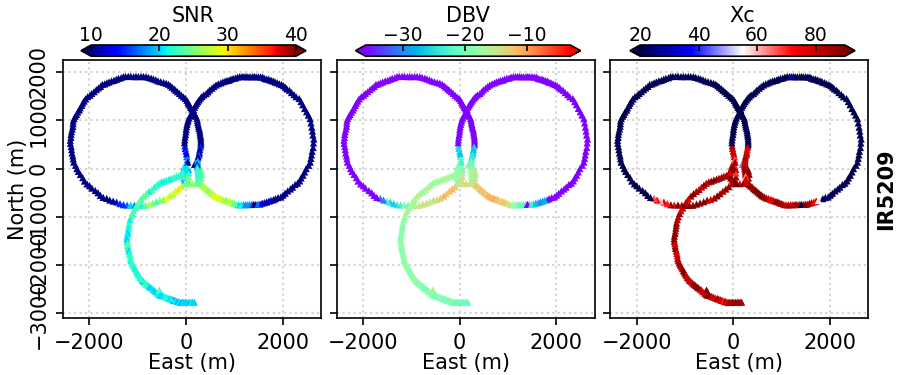 SNR DBV Xc
10 20 30 40 −30 −20 −10 20 40 60 80
North (m)
2000
1000
0
−1000
−2000
−3000
−2000 0 2000 −2000 0 2000 −2000 0 2000
East (m) East (m) East (m)
IR5209